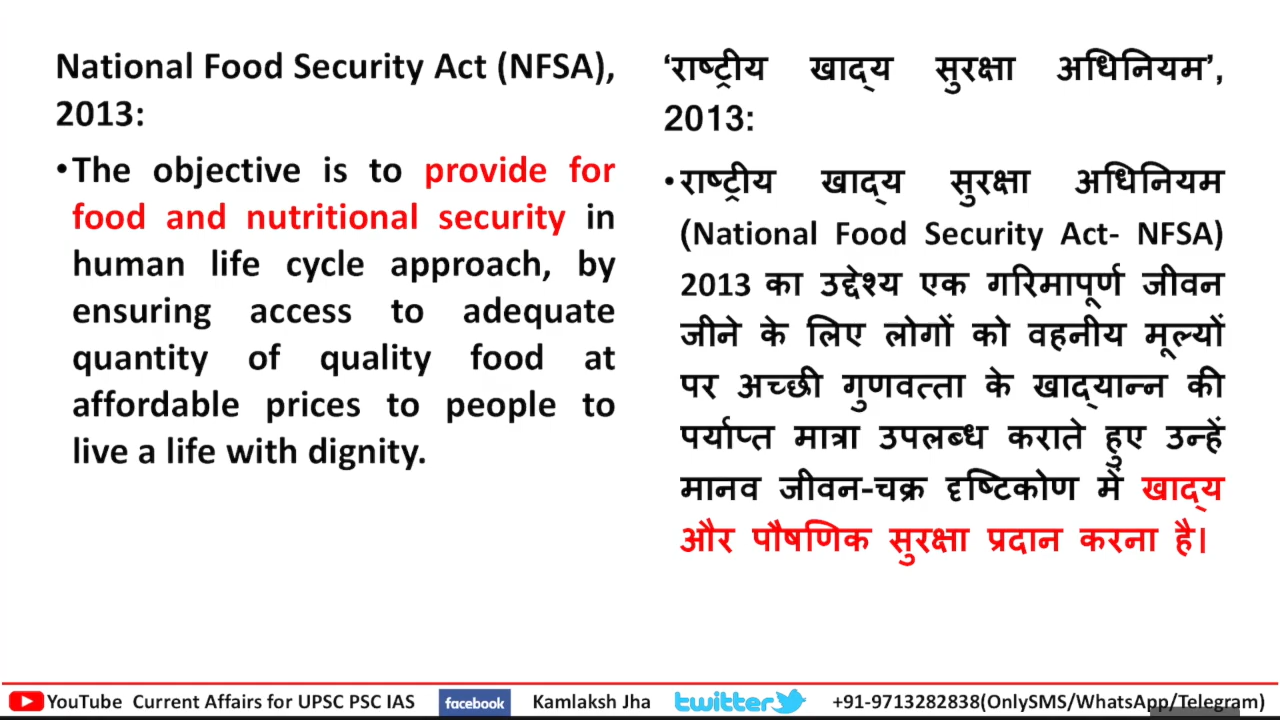 National Food Security Act (NFSA),
2013:
•The objective is to provide for
food and nutritional security in
human life cycle approach, by
ensuring access to adequate
quantity of quality food at
affordable prices to people to
live a life with dignity.
‘राष्ट्रीय खाद्य सुरक्षा अधिनियम’,
2013:
•राष्ट्रीय खाद्य सुरक्षा अधिनियम
(National Food Security Act- NFSA)
2013 का उद्देश्य एक गरिमापूर्ण जीवन
जीने के लिए लोगों को वहनीय मूल्यों
पर अच्छी गुणवत्ता के खाद्यान्न की
पर्याप्त मात्रा उपलब्ध कराते हुए उन्हें
मानव जीवन-चक्र दृष्टिकोण में खाद्य
और पौषणिक सुरक्षा प्रदान करना है।
YouTube Current Affairs for UPSC PSC IAS facebook Kamlaksh Jha twitter +91-9713282838(OnlySMS/WhatsApp/Telegram)